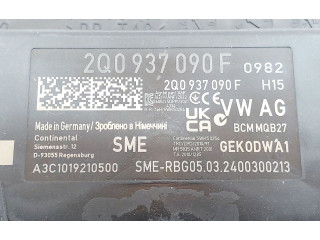 2Q0 937 090 F 0982
2Q0 937 090 F H15
VW AG
BCM MQB27
Made in Germany / Зроблено в Німеччині
Continental
Siemensstr. 12
D-93055 Regensburg
SME GEKODWA1
A3C1019210500 SME-RBG05.03.2400300213